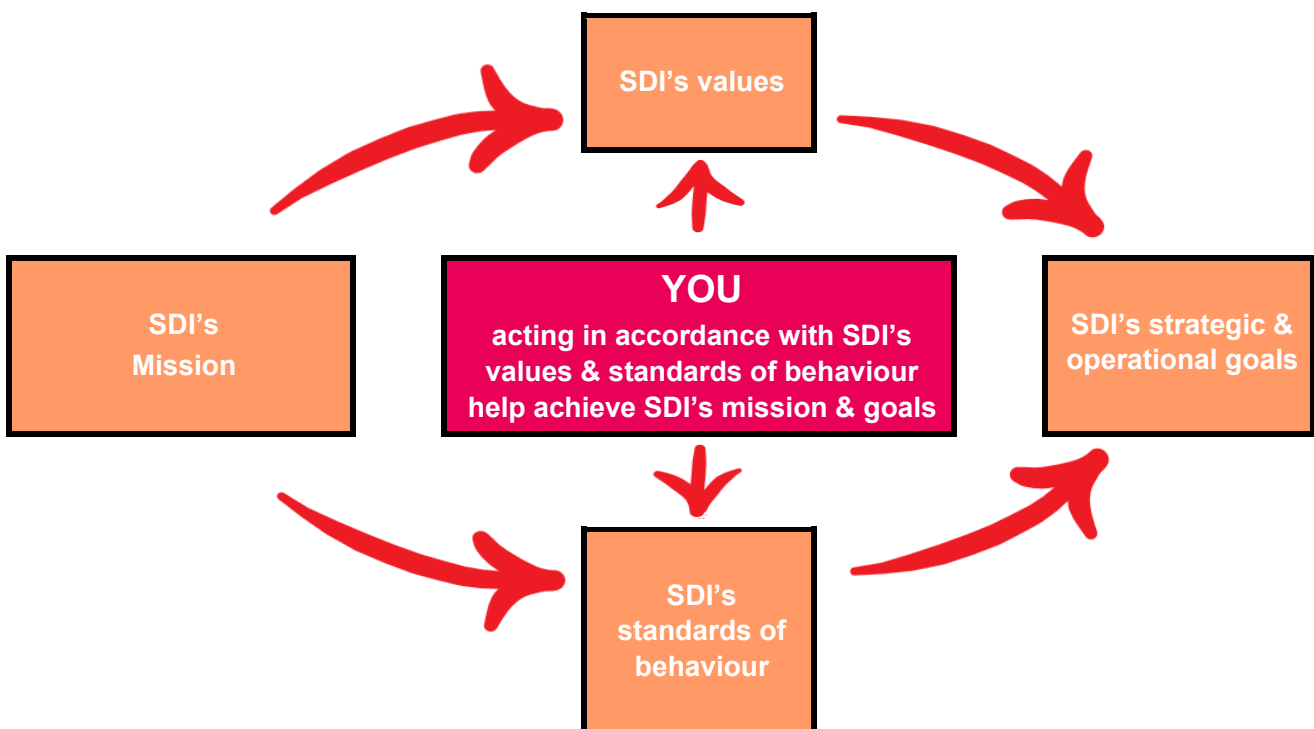 SDI’s values
SDI’s
Mission
YOU
acting in accordance with SDI’s
values & standards of behaviour
help achieve SDI’s mission & goals
SDI’s strategic &
operational goals
SDI’s
standards of
behaviour